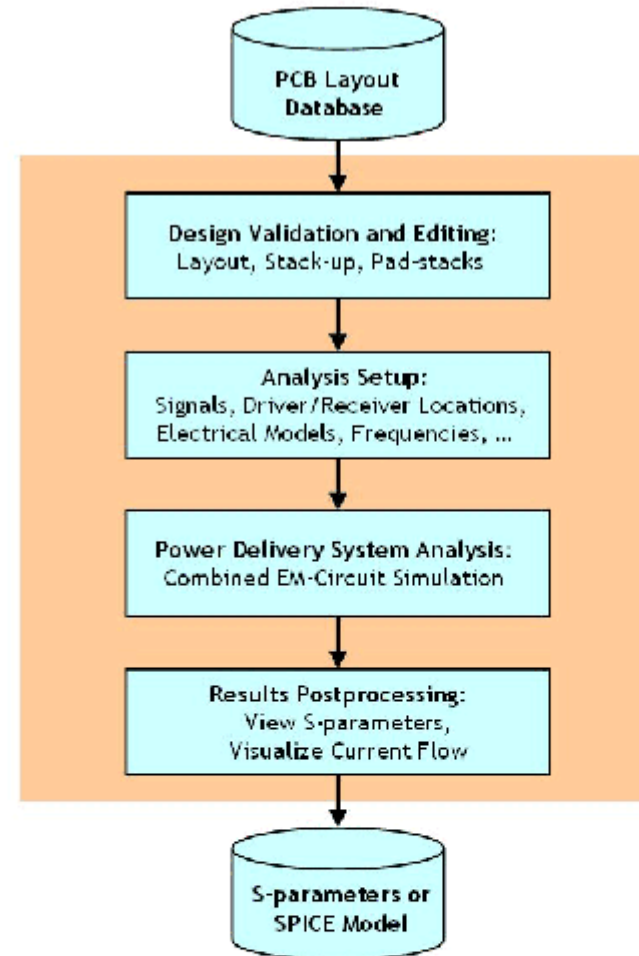 PCB Layout
Database
Design Validation and Editing:
Layout, Stack-up, Pad-stacks
Analysis Setup:
Signals, Driver/Receiver Locations,
Electrical Models, Frequencies, ...
Power Delivery System Analysis:
Combined EM-Circuit Simulation
Results Postprocessing:
View S-parameters,
Visualize Current Flow
S-parameters or
SPICE Model